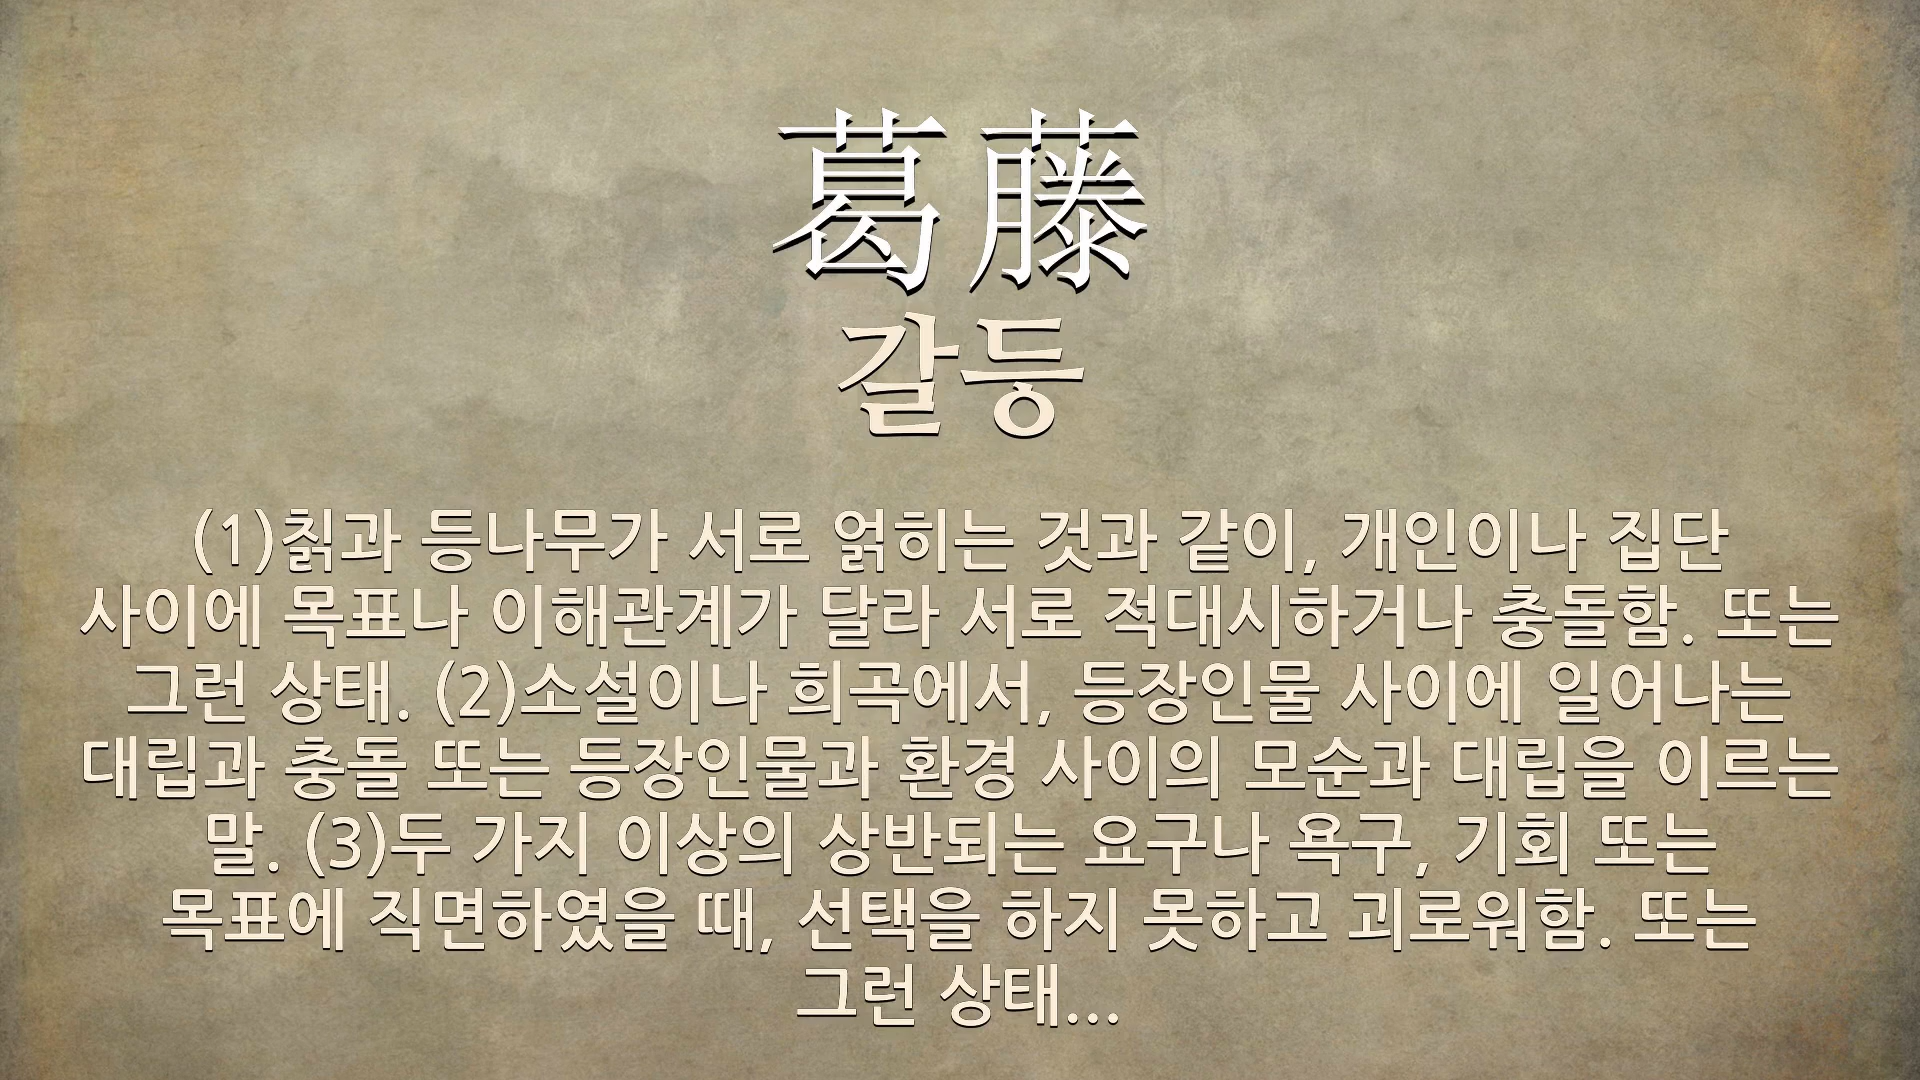 葛藤
갈등
(1)칡과 등나무가 서로 얽히는 것과 같이, 개인이나 집단
사이에 목표나 이해관계가 달라 서로 적대시하거나 충돌함. 또는
그런 상태. (2)소설이나 희곡에서, 등장인물 사이에 일어나는
대립과 충돌 또는 등장인물과 환경 사이의 모순과 대립을 이르는
말. (3)두 가지 이상의 상반되는 요구나 욕구, 기회 또는
목표에 직면하였을 때, 선택을 하지 못하고 괴로워함. 또는
그런 상태...